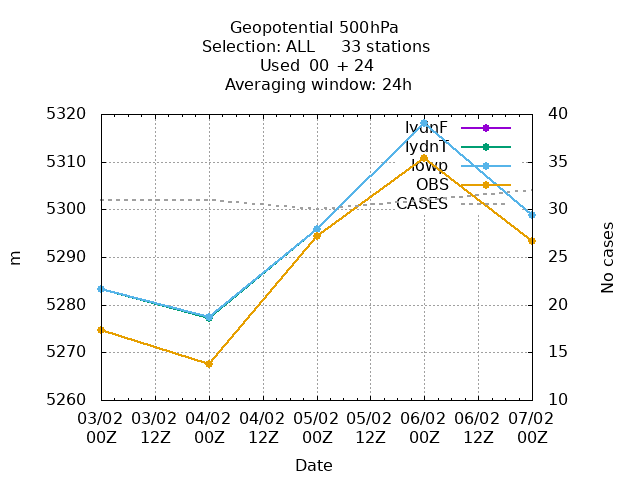 Geopotential 500hPa
Selection: ALL     33 stations
Used  00  + 24
Averaging window: 24h
5320
5310
5300
5290
5280
5270
5260
m
40
35
30
25
20
15
10
No cases
lvdnF
lydnT
lowp
OBS
CASES
03/02 03/02 04/02 04/02 05/02 05/02 06/02 06/02 07/02
00Z 12Z 00Z 12Z 00Z 12Z 00Z 12Z 00Z
Date